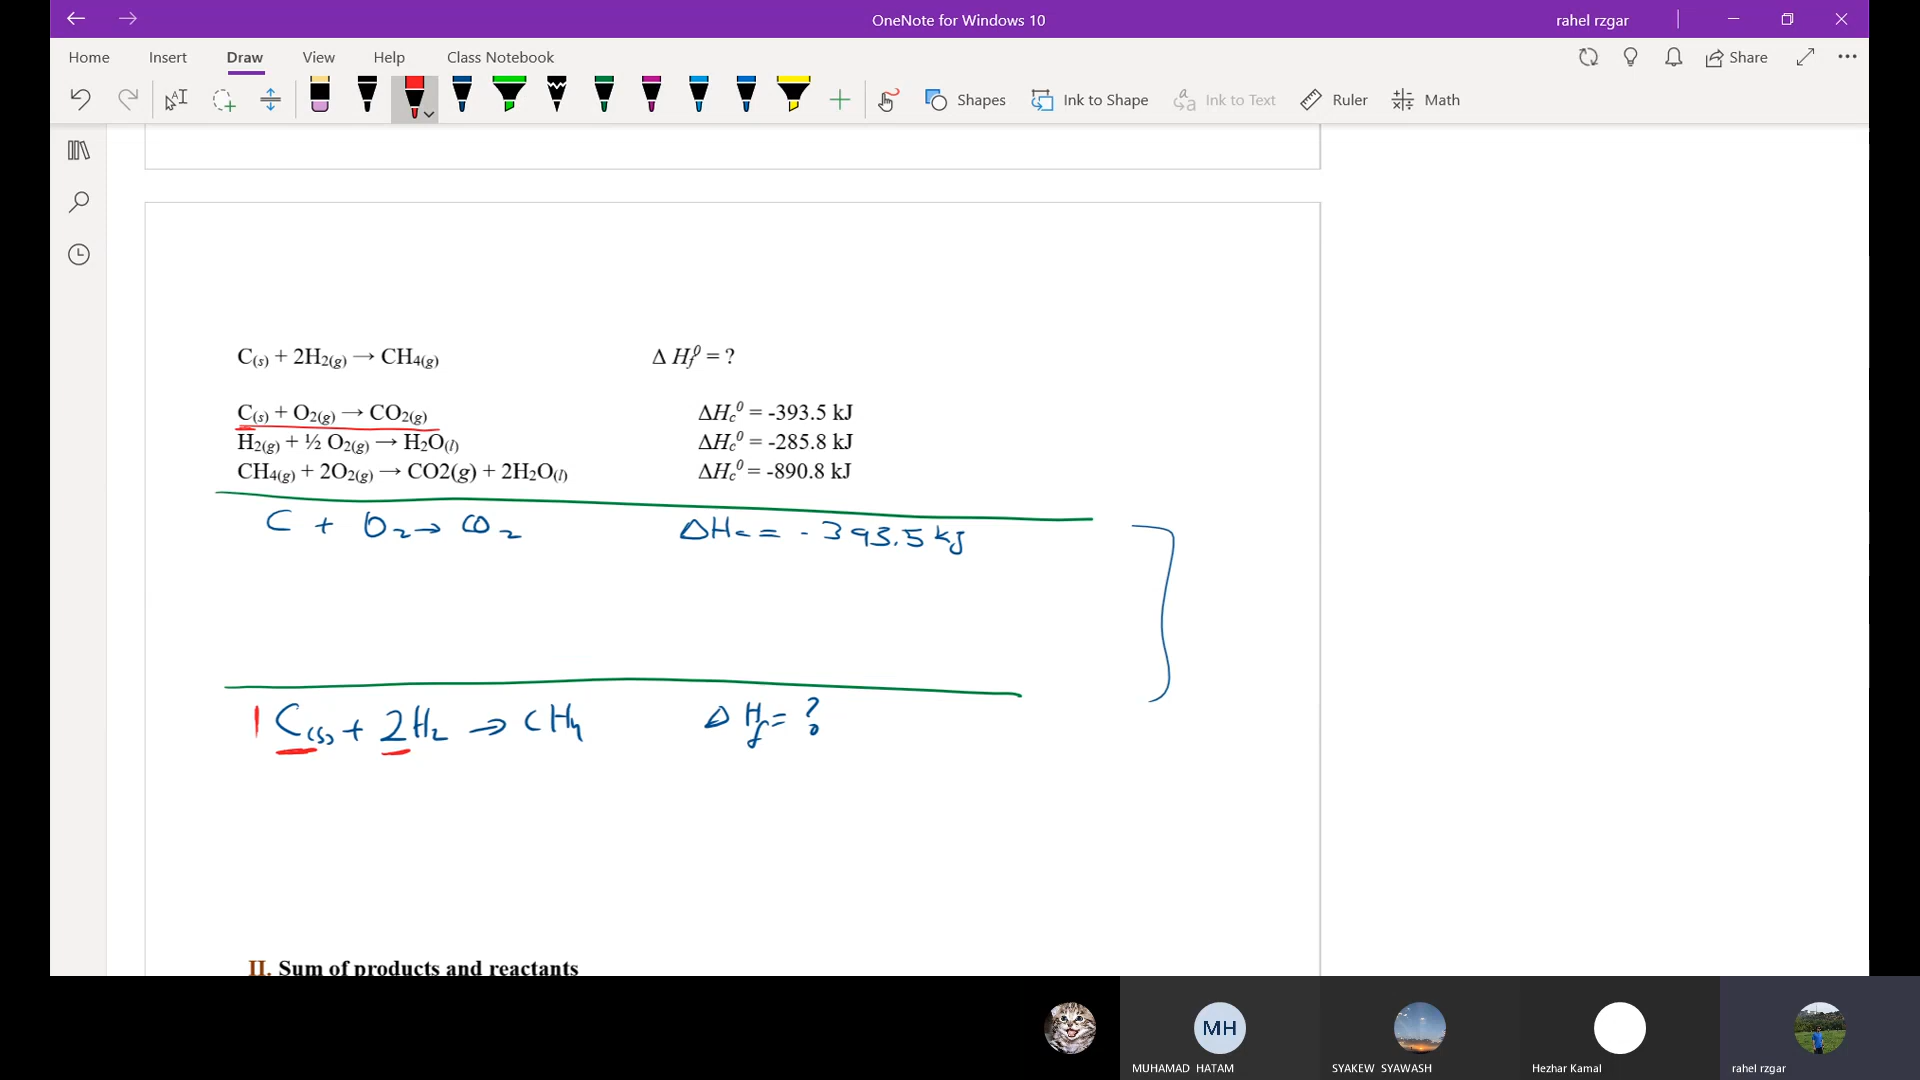 OneNote for Windows 10
rahel rzgar
Home Insert Draw View Help Class Notebook
Share
Shapes Ink to Shape Ink to Text Ruler Math
C(s) + 2H2(g) → CH4(g) Δ Hf⁰ = ?
C(s) + O2(g) → CO2(g) ΔHc⁰ = -393.5 kJ
H2(g) + ½ O2(g) → H2O(l) ΔHc⁰ = -285.8 kJ
CH4(g) + 2O2(g) → CO2(g) + 2H2O(l) ΔHc⁰ = -890.8 kJ
C + O2 → CO2 ΔHc = - 393.5 kJ
1 C(s) + 2H2 → CH4 Δ Hf = ?
II. Sum of products and reactants
MH
MUHAMAD HATAM SYAKEW SYAWASH Hezhar Kamal rahel rzgar